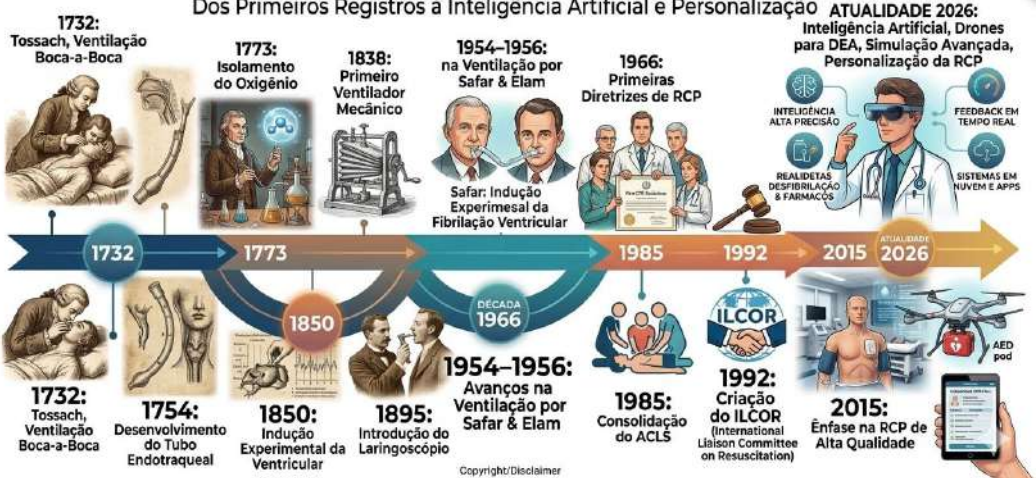 Dos Primeiros Registros à Inteligência Artificial e Personalização
1732:
Tossach, Ventilação
Boca-a-Boca
1773:
Isolamento
do Oxigênio
1838:
Primeiro
Ventilador
Mecânico
1954–1956:
na Ventilação por
Safar & Elam
Safar: Indução
Experimesal da
Fibrilação Ventricular
1966:
Primeiras
Diretrizes de RCP
ATUALIDADE 2026:
Inteligência Artificial, Drones
para DEA, Simulação Avançada,
Personalização da RCP
INTELIGÊNCIA
ALTA PRECISÃO
FEEDBACK EM
TEMPO REAL
REALIDETAS
DESFIBRILAÇÃO
& FARMACOS
SISTEMAS EM
NUVEM E APPS
1732
1773
1850
DÉCADA
1966
1985
1992
2015
ATUALIDADE
2026
1732:
Tossach,
Ventilação
Boca-a-Boca
1754:
Desenvolvimento
do Tubo
Endotraqueal
1850:
Indução
Experimental da
Ventricular
1895:
Introdução do
Laringoscópio
1954–1956:
Avanços na
Ventilação por
Safar & Elam
1985:
Consolidação
do ACLS
ILCOR
1992:
Criação
do ILCOR
(International
Liaison Committee
on Resuscitation)
2015:
Ênfase na RCP de
Alta Qualidade
AED
pod
Copyright/Disclaimer